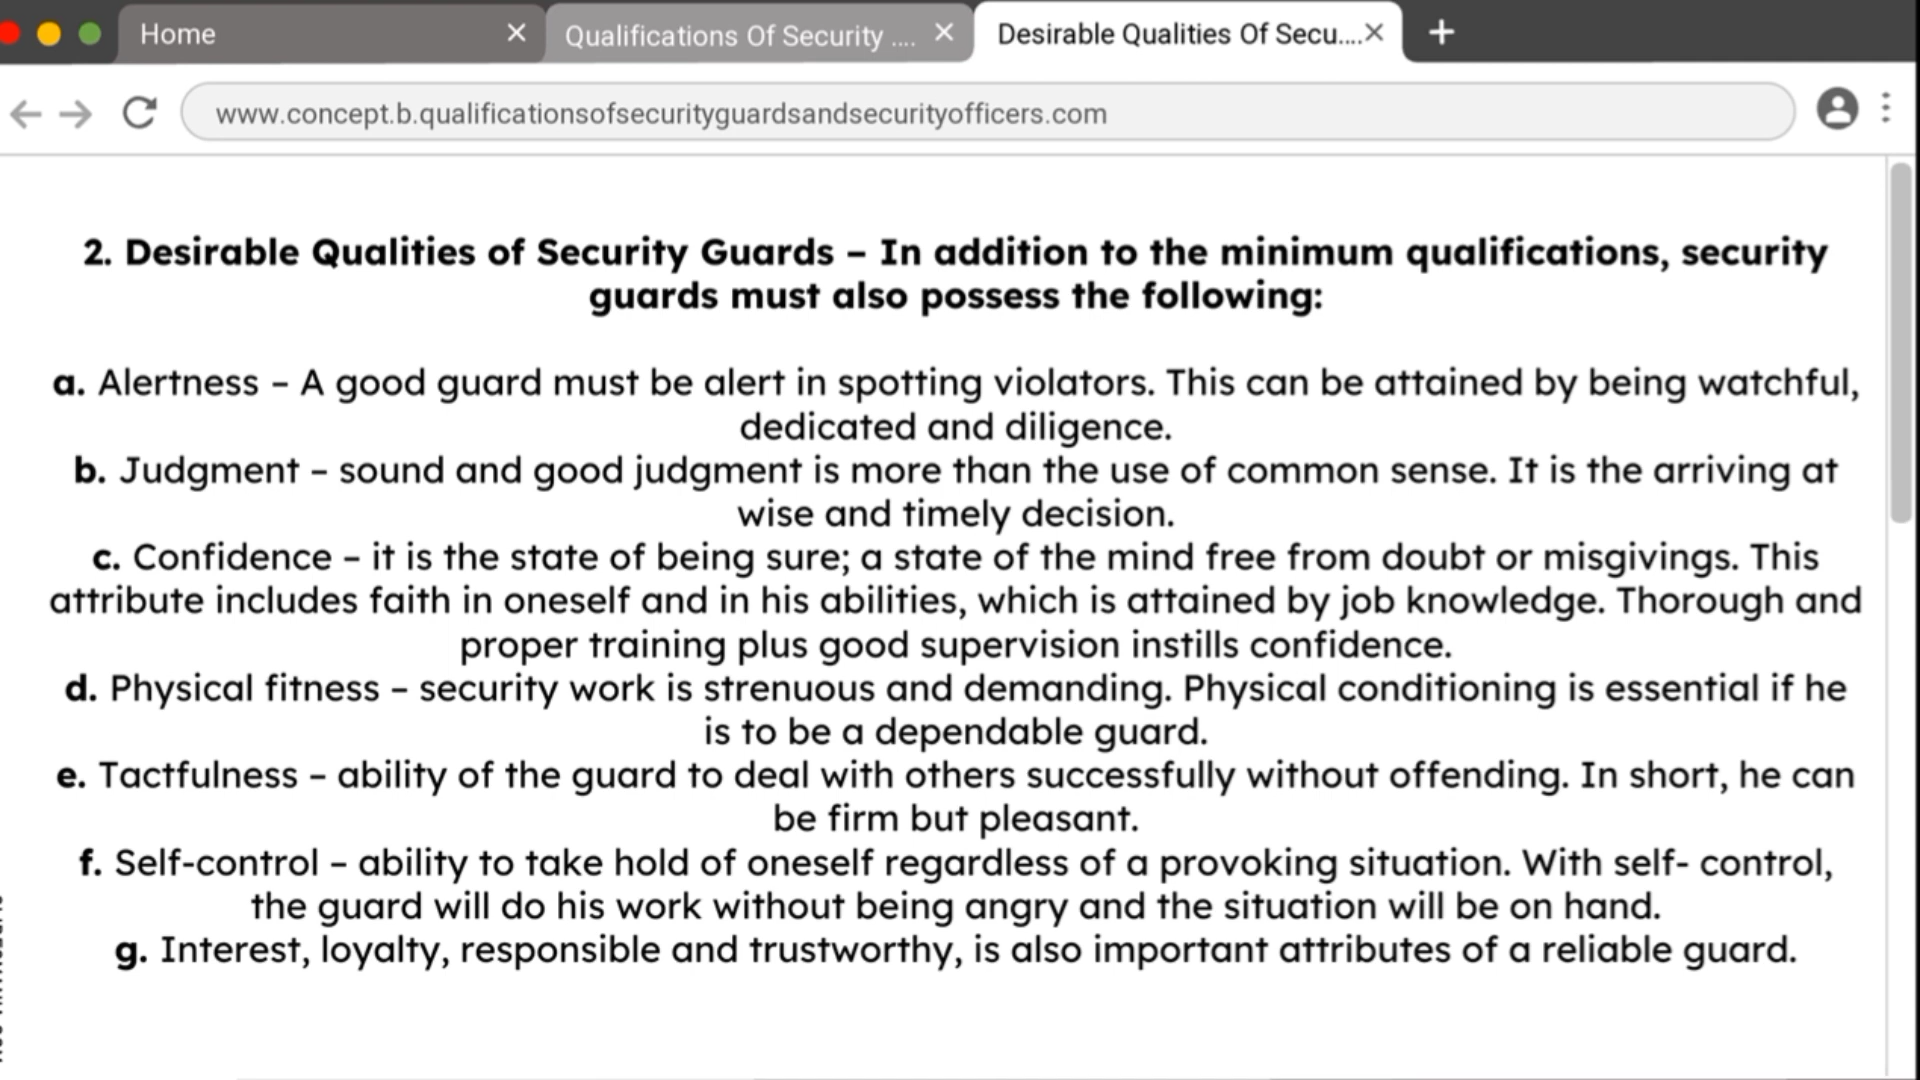 Home
Qualifications Of Security ....
Desirable Qualities Of Secu....
www.concept.b.qualificationsofsecurityguardsandsecurityofficers.com
2. Desirable Qualities of Security Guards – In addition to the minimum qualifications, security
guards must also possess the following:
a. Alertness – A good guard must be alert in spotting violators. This can be attained by being watchful,
dedicated and diligence.
b. Judgment – sound and good judgment is more than the use of common sense. It is the arriving at
wise and timely decision.
c. Confidence – it is the state of being sure; a state of the mind free from doubt or misgivings. This
attribute includes faith in oneself and in his abilities, which is attained by job knowledge. Thorough and
proper training plus good supervision instills confidence.
d. Physical fitness – security work is strenuous and demanding. Physical conditioning is essential if he
is to be a dependable guard.
e. Tactfulness – ability of the guard to deal with others successfully without offending. In short, he can
be firm but pleasant.
f. Self-control – ability to take hold of oneself regardless of a provoking situation. With self- control,
the guard will do his work without being angry and the situation will be on hand.
g. Interest, loyalty, responsible and trustworthy, is also important attributes of a reliable guard.